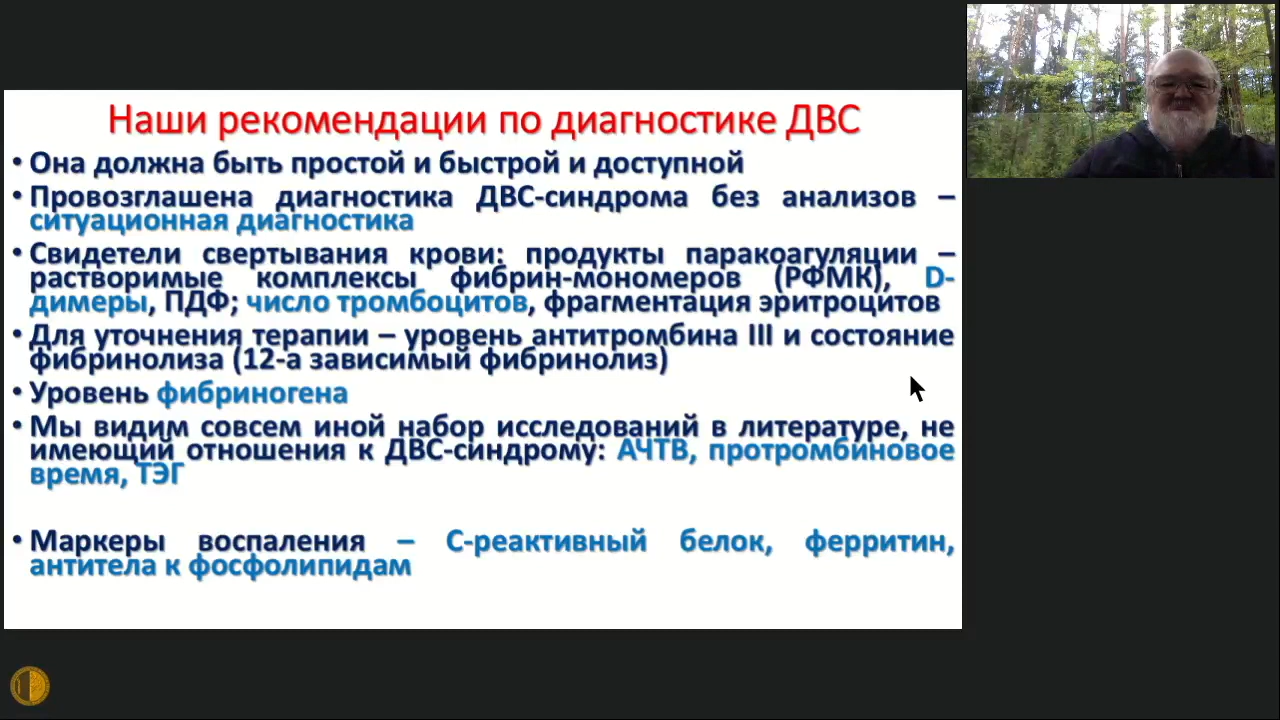 Наши рекомендации по диагностике ДВС
• Она должна быть простой и быстрой и доступной
• Провозглашена диагностика ДВС-синдрома без анализов –
ситуационная диагностика
• Свидетели свертывания крови: продукты паракоагуляции –
растворимые комплексы фибрин-мономеров (РФМК), D-
димеры, ПДФ; число тромбоцитов, фрагментация эритроцитов
• Для уточнения терапии – уровень антитромбина III и состояние
фибринолиза (12-а зависимый фибринолиз)
• Уровень фибриногена
• Мы видим совсем иной набор исследований в литературе, не
имеющий отношения к ДВС-синдрому: АЧТВ, протромбиновое
время, ТЭГ
• Маркеры воспаления – С-реактивный белок, ферритин,
антитела к фосфолипидам